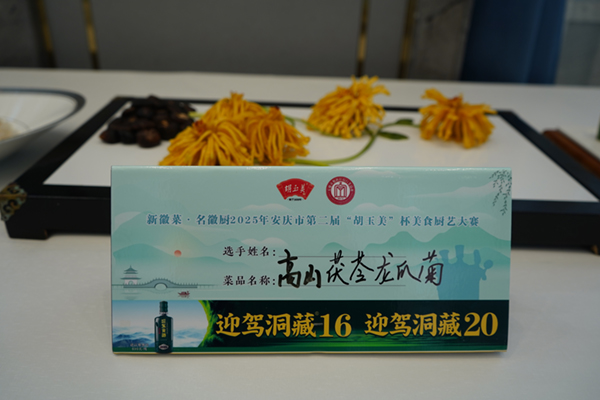 胡玉美
新徽菜·名徽厨2025年安庆市第二届“胡玉美”杯美食厨艺大赛
选手姓名：
菜品名称：高山茯苓龙爪菊
迎驾洞藏16 迎驾洞藏20